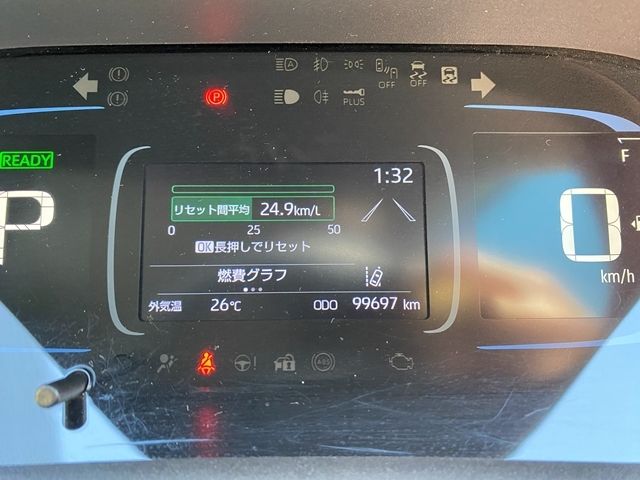 A
OFF
OFF
P
PLUS
READY
1:32
F
P
リセット間平均 24.9km/L
0 25 50
OK長押しでリセット
0
km/h
燃費グラフ
外気温 26℃ ODO 99697 km
ABS